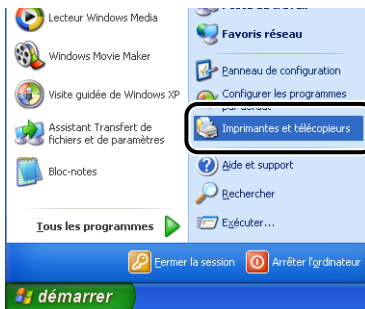 Lecteur Windows Media
Windows Movie Maker
Visite guidée de Windows XP
Assistant Transfert de
fichiers et de paramètres
Bloc-notes
Tous les programmes
Favoris réseau
Panneau de configuration
Configurer les programmes
par défaut
Imprimantes et télécopieurs
Aide et support
Rechercher
Exécuter...
Fermer la session
Arrêter l'ordinateur
démarrer